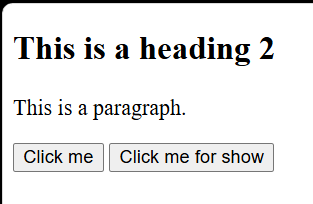 This is a heading 2
This is a paragraph.
Click me Click me for show